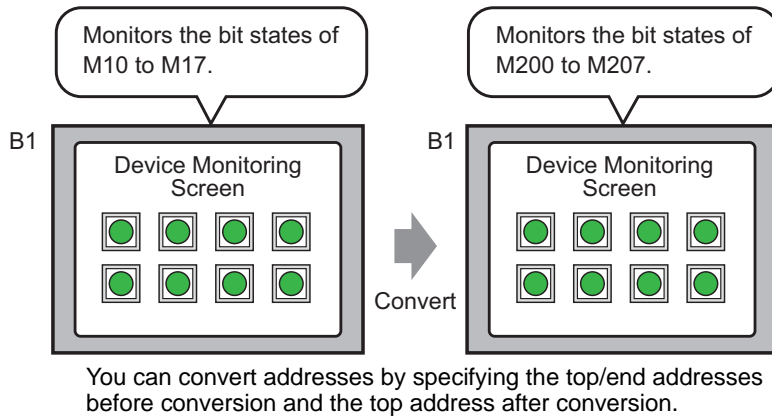 Monitors the bit states of
M10 to M17.
Monitors the bit states of
M200 to M207.
B1
Device Monitoring
Screen
Convert
B1
Device Monitoring
Screen
You can convert addresses by specifying the top/end addresses
before conversion and the top address after conversion.